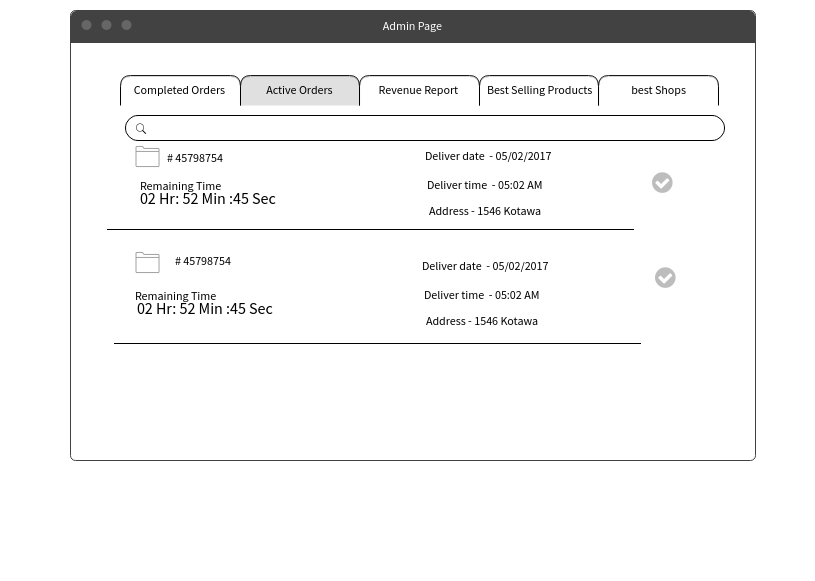 Admin Page
Completed Orders
Active Orders
Revenue Report
Best Selling Products
best Shops
# 45798754
Deliver date - 05/02/2017
Remaining Time
Deliver time - 05:02 AM
02 Hr: 52 Min :45 Sec
Address - 1546 Kotawa
# 45798754
Deliver date - 05/02/2017
Remaining Time
Deliver time - 05:02 AM
02 Hr: 52 Min :45 Sec
Address - 1546 Kotawa